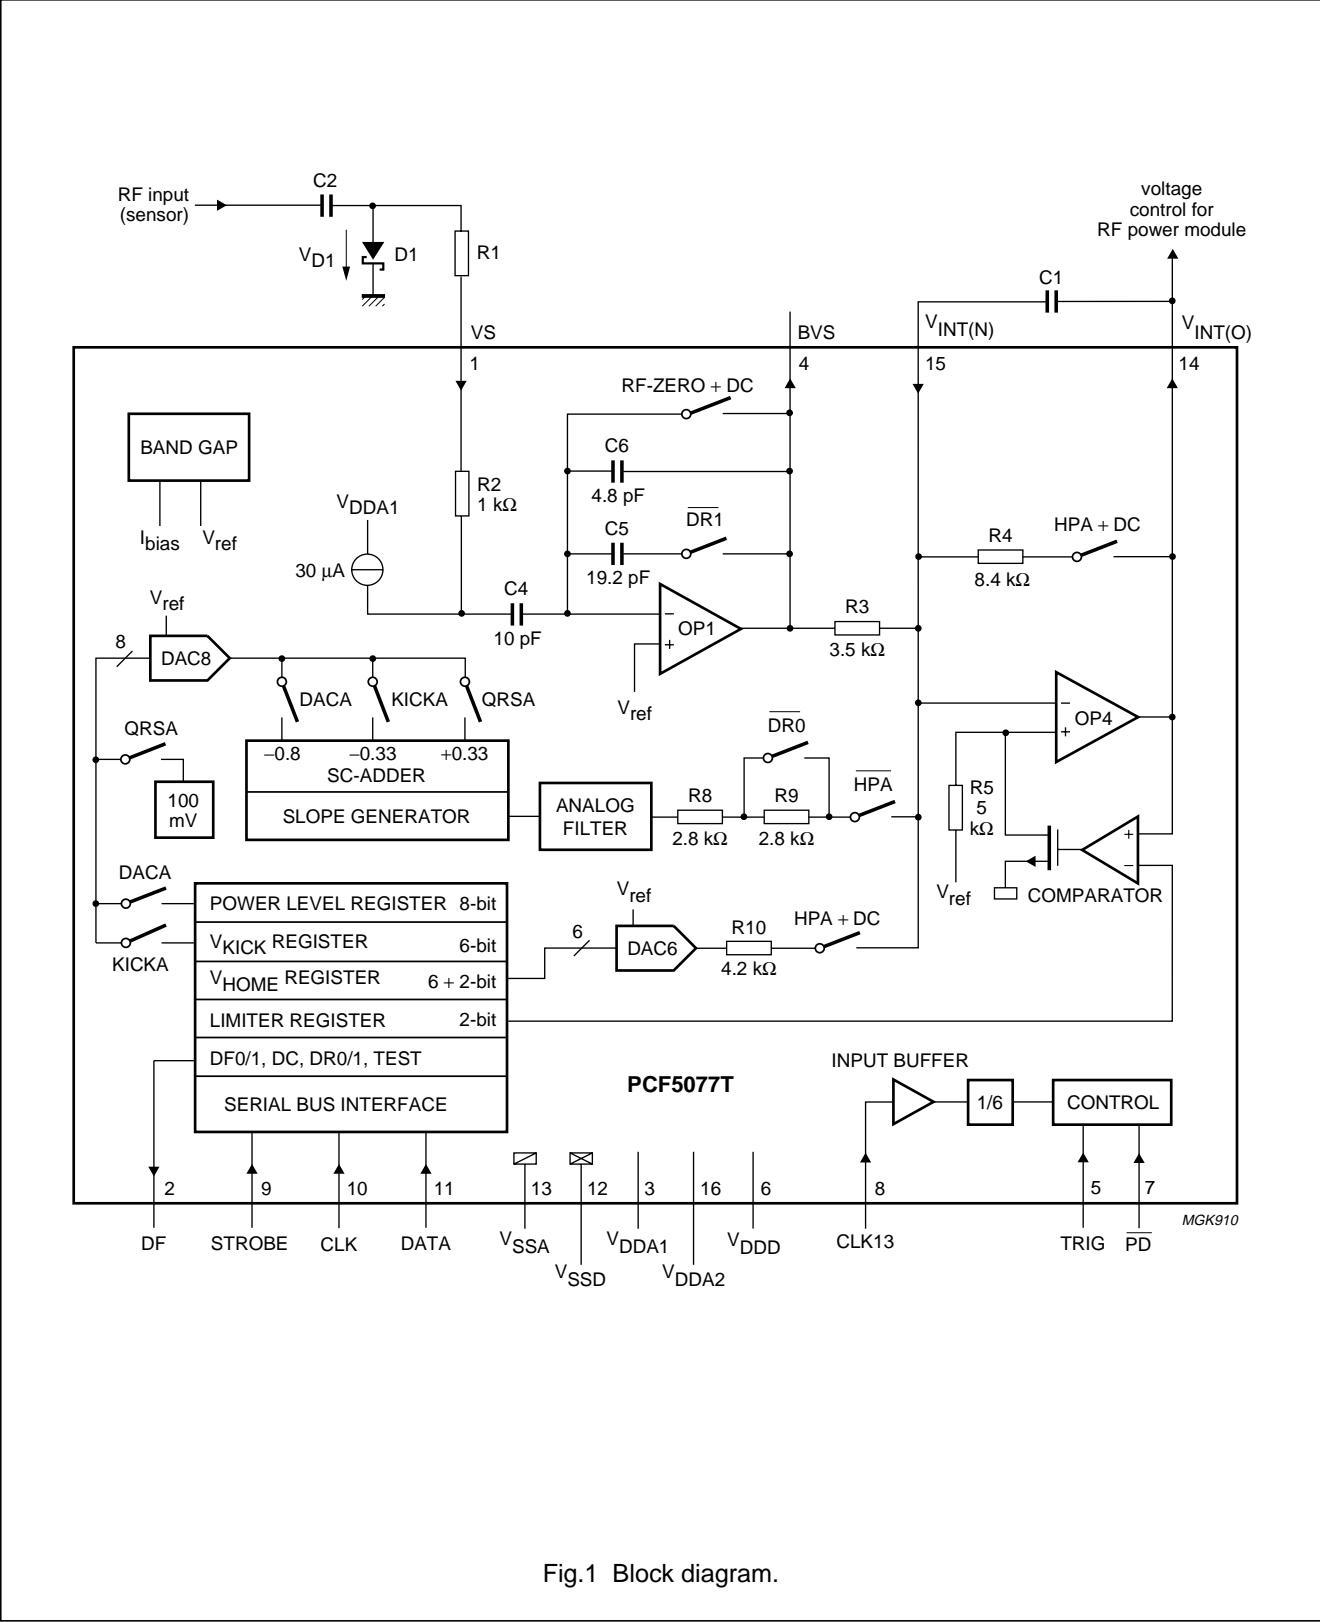 RF input
(sensor)
C2
VD1
D1
R1
voltage
control for
RF power module
C1
VS
BVS
VINT(N)
VINT(O)
1
4
15
14
RF-ZERO + DC
BAND GAP
Ibias
Vref
R2
1 kΩ
C6
4.8 pF
VDDA1
30 μA
C5
19.2 pF
DR1
HPA + DC
R4
8.4 kΩ
C4
10 pF
−
OP1
+
Vref
R3
3.5 kΩ
Vref
8
DAC8
DACA
KICKA
QRSA
QRSA
100
mV
−0.8
−0.33
+0.33
SC-ADDER
SLOPE GENERATOR
ANALOG
FILTER
R8
2.8 kΩ
DR0
R9
2.8 kΩ
HPA
−
OP4
+
R5
5
kΩ
Vref
+
−
COMPARATOR
DACA
KICKA
POWER LEVEL REGISTER 8-bit
VKICK REGISTER 6-bit
VHOME REGISTER 6 + 2-bit
LIMITER REGISTER 2-bit
DF0/1, DC, DR0/1, TEST
SERIAL BUS INTERFACE
6
Vref
DAC6
R10
4.2 kΩ
HPA + DC
PCF5077T
INPUT BUFFER
1/6
CONTROL
2
9
10
11
13
12
3
16
6
8
5
7
MGK910
DF
STROBE
CLK
DATA
VSSA
VSSD
VDDA1
VDDA2
VDDD
CLK13
TRIG
PD
Fig.1 Block diagram.